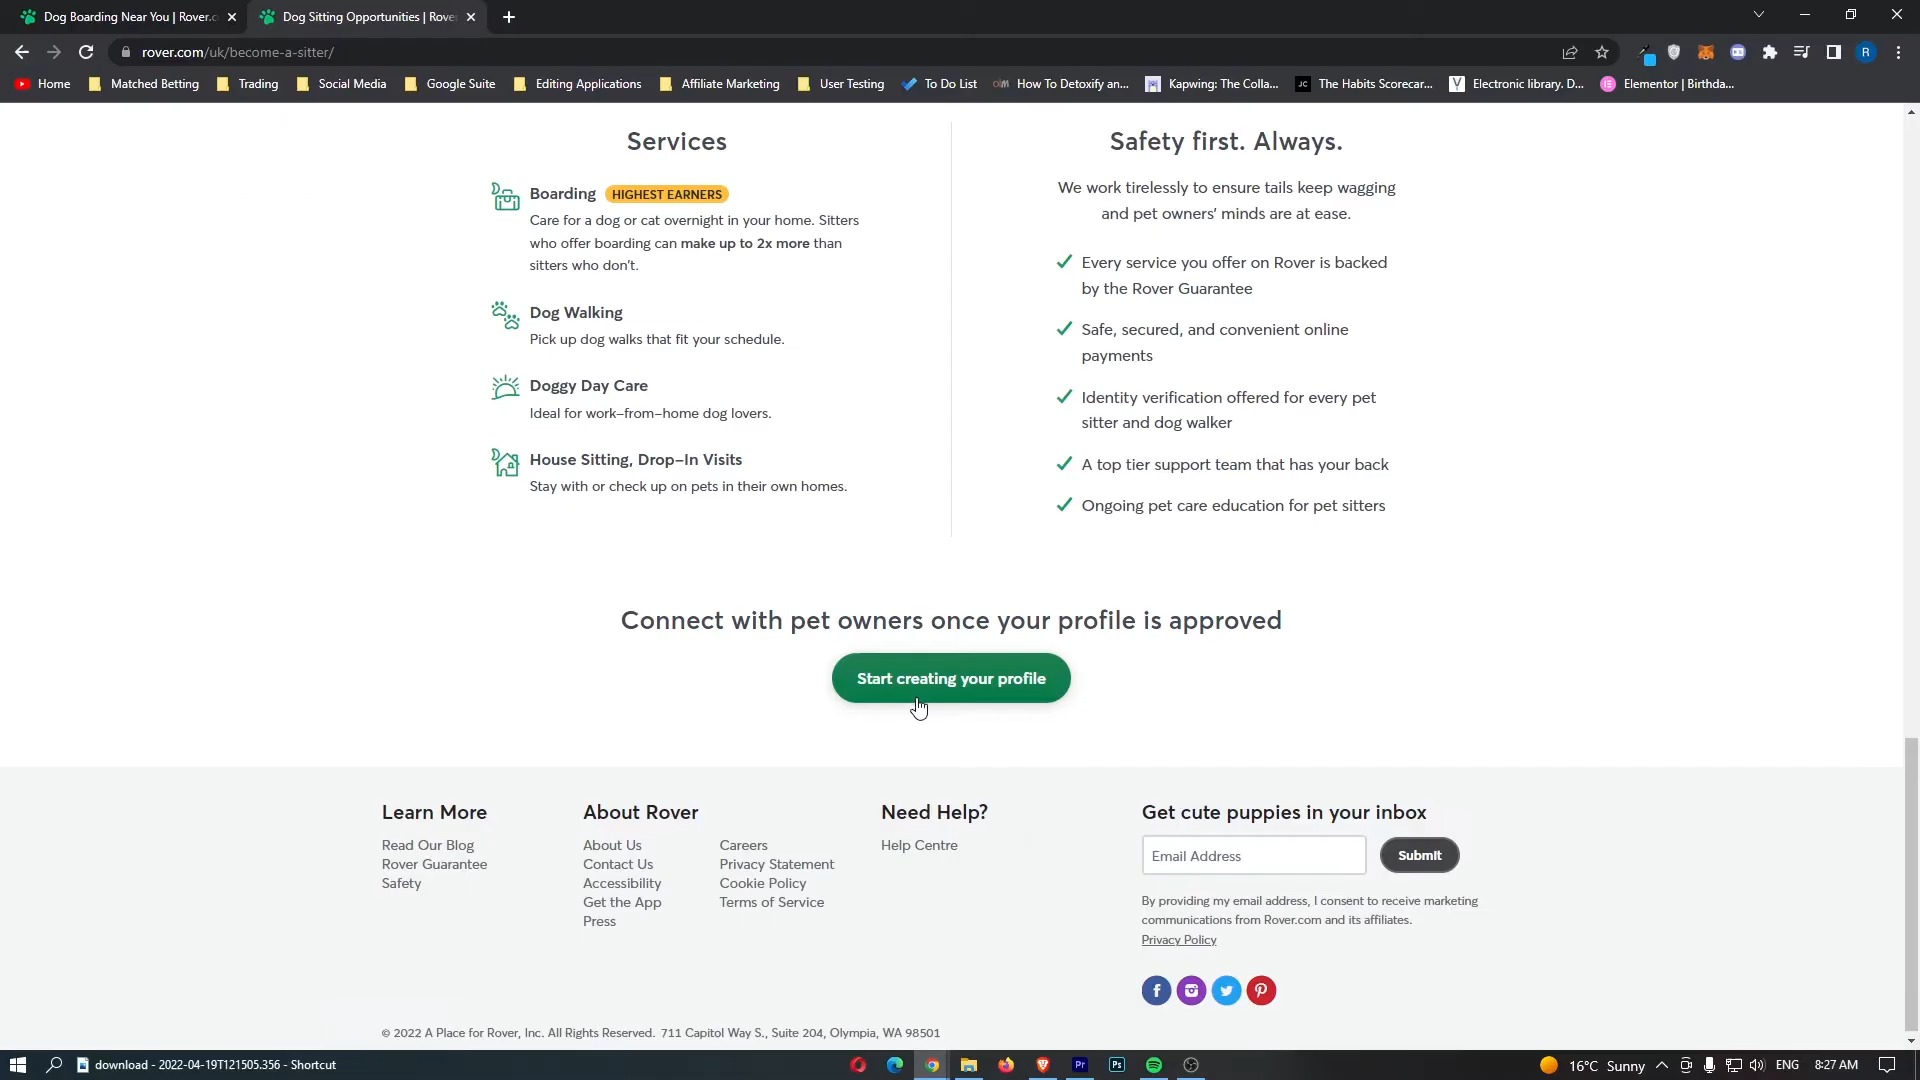 Dog Boarding Near You | Rover.c
Dog Sitting Opportunities | Rove
rover.com/uk/become-a-sitter/
R
Home
Matched Betting
Trading
Social Media
Google Suite
Editing Applications
Affiliate Marketing
User Testing
To Do List
How To Detoxify an...
Kapwing: The Colla...
JC
The Habits Scorecar...
Electronic library. D...
Elementor | Birthda...
Services
Boarding HIGHEST EARNERS
Care for a dog or cat overnight in your home. Sitters
who offer boarding can make up to 2x more than
sitters who don't.
Dog Walking
Pick up dog walks that fit your schedule.
Doggy Day Care
Ideal for work-from-home dog lovers.
House Sitting, Drop-In Visits
Stay with or check up on pets in their own homes.
Safety first. Always.
We work tirelessly to ensure tails keep wagging
and pet owners' minds are at ease.
Every service you offer on Rover is backed
by the Rover Guarantee
Safe, secured, and convenient online
payments
Identity verification offered for every pet
sitter and dog walker
A top tier support team that has your back
Ongoing pet care education for pet sitters
Connect with pet owners once your profile is approved
Start creating your profile
Learn More
Read Our Blog
Rover Guarantee
Safety
About Rover
About Us
Contact Us
Accessibility
Get the App
Press
Careers
Privacy Statement
Cookie Policy
Terms of Service
Need Help?
Help Centre
Get cute puppies in your inbox
Email Address
Submit
By providing my email address, I consent to receive marketing
communications from Rover.com and its affiliates.
Privacy Policy
© 2022 A Place for Rover, Inc. All Rights Reserved. 711 Capitol Way S., Suite 204, Olympia, WA 98501
download - 2022-04-19T121505.356 - Shortcut
Pr
Ps
16°C Sunny
ENG
8:27 AM